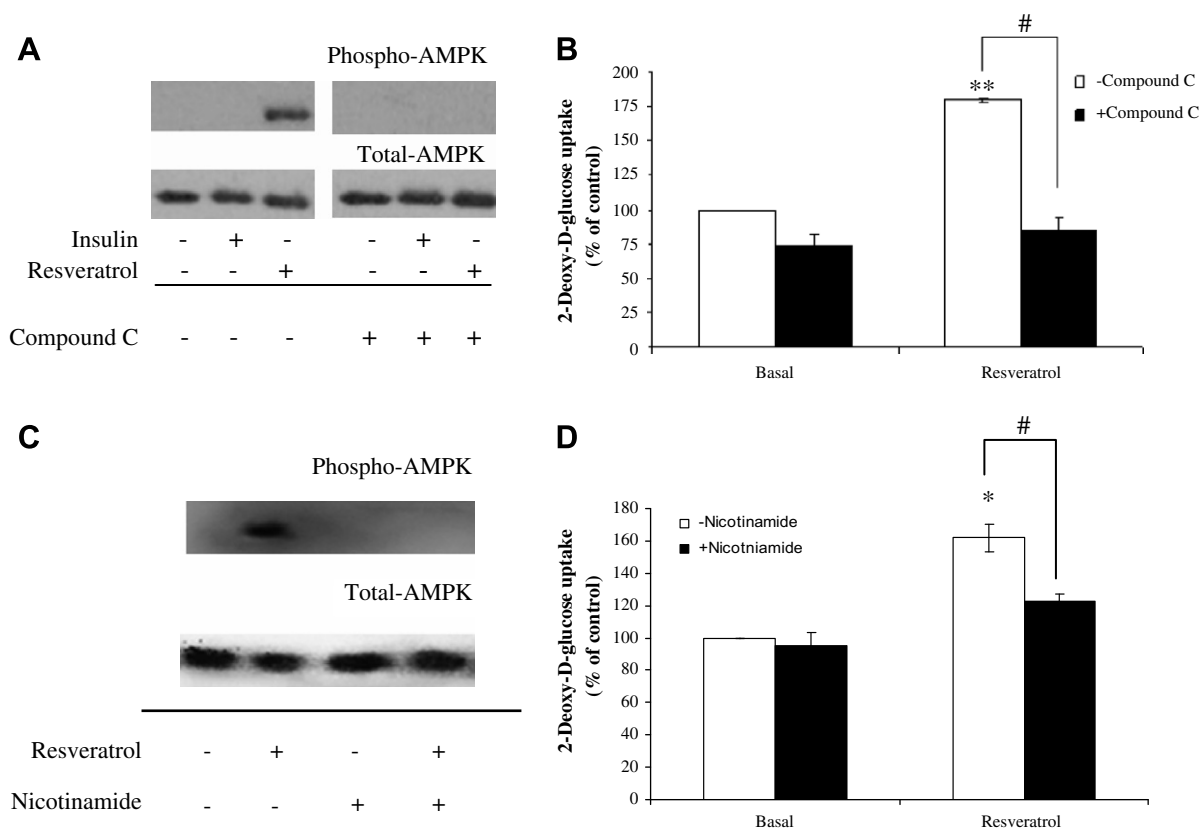 A
Phospho-AMPK
Total-AMPK
Insulin - + - - + -
Resveratrol - - + - - +
Compound C - - - + + +
B
#
**
-Compound C
+Compound C
2-Deoxy-D-glucose uptake
(% of control)
200
175
150
125
100
75
50
25
0
Basal
Resveratrol
C
Phospho-AMPK
Total-AMPK
Resveratrol - + - +
Nicotinamide - - + +
D
#
*
-Nicotinamide
+Nicotniamide
2-Deoxy-D-glucose uptake
(% of control)
180
160
140
120
100
80
60
40
20
0
Basal
Resveratrol